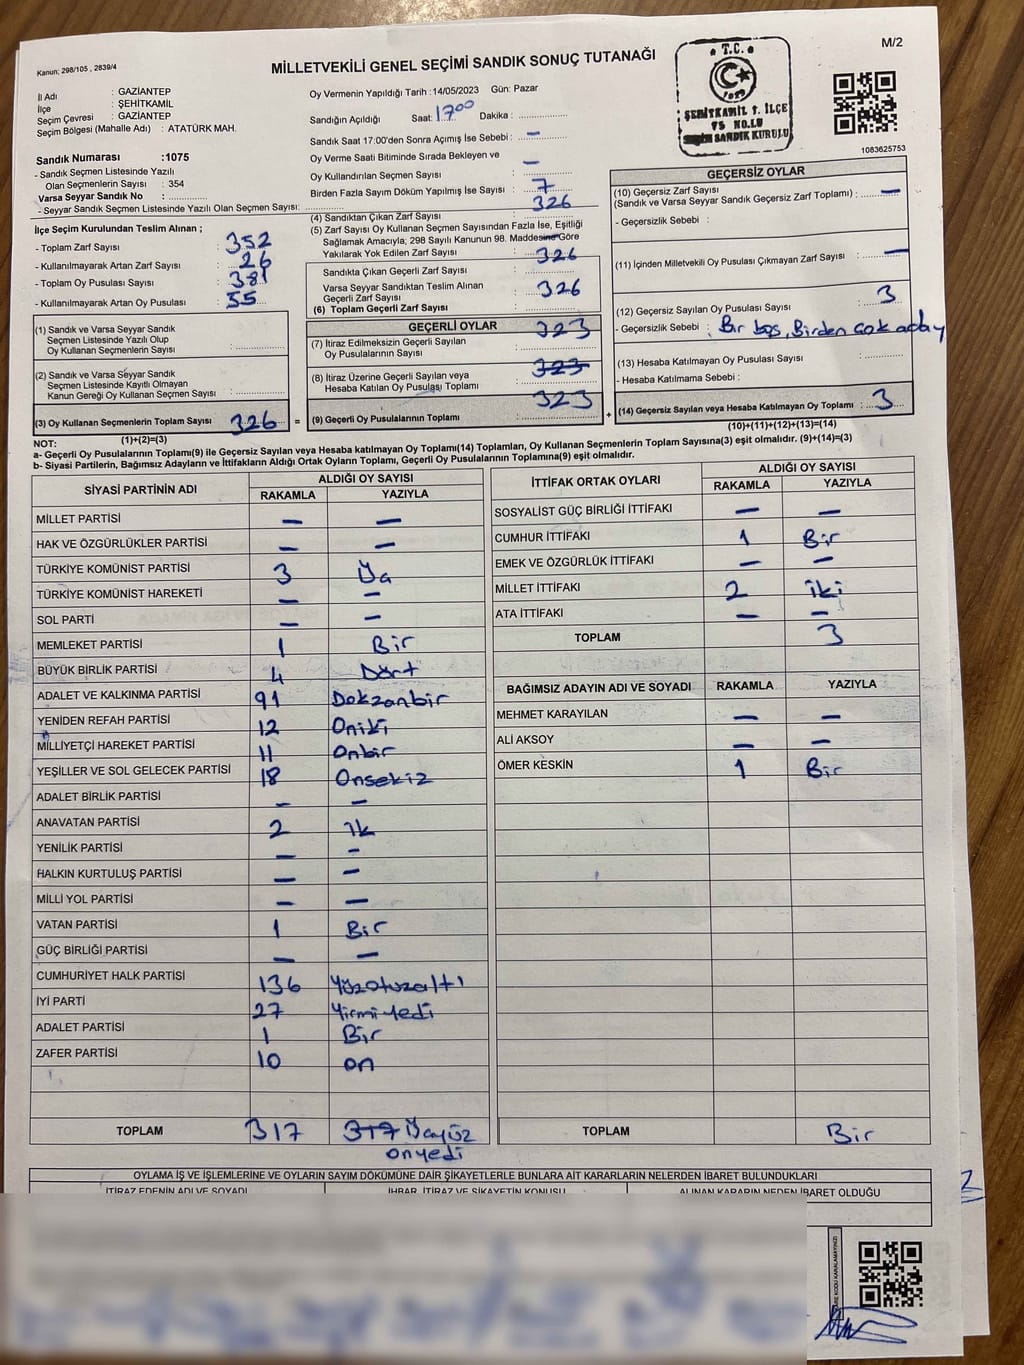 Kanun; 298/105 , 2839/4
MİLLETVEKİLİ GENEL SEÇİMİ SANDIK SONUÇ TUTANAĞI
M/2
T.C.
ŞEHİTKAMİL 1. İLÇE
75 NO.LU
SEÇİM SANDIK KURULU
1083625753
İl Adı : GAZİANTEP
İlçe : ŞEHİTKAMİL
Seçim Çevresi : GAZİANTEP
Seçim Bölgesi (Mahalle Adı) : ATATÜRK MAH.
Sandık Numarası :1075
- Sandık Seçmen Listesinde Yazılı
Olan Seçmenlerin Sayısı : 354
Varsa Seyyar Sandık No :
- Seyyar Sandık Seçmen Listesinde Yazılı Olan Seçmen Sayısı:
Oy Vermenin Yapıldığı Tarih :14/05/2023 Gün: Pazar
Sandığın Açıldığı Saat: 17⁰⁰ Dakika :
Sandık Saat 17:00'den Sonra Açımış İse Sebebi : –
Oy Verme Saati Bitiminde Sırada Bekleyen ve
Oy Kullandırılan Seçmen Sayısı : –
Birden Fazla Sayım Döküm Yapılmış İse Sayısı : 7
İlçe Seçim Kurulundan Teslim Alınan ;
- Toplam Zarf Sayısı : 352
- Kullanılmayarak Artan Zarf Sayısı : 26
- Toplam Oy Pusulası Sayısı : 381
- Kullanılmayarak Artan Oy Pusulası : 55
(1) Sandık ve Varsa Seyyar Sandık
Seçmen Listesinde Yazılı Olup
Oy Kullanan Seçmenlerin Sayısı :
(2) Sandık ve Varsa Seyyar Sandık
Seçmen Listesinde Kayıtlı Olmayan
Kanun Gereği Oy Kullanan Seçmen Sayısı :
(3) Oy Kullanan Seçmenlerin Toplam Sayısı : 326 =
(1)+(2)=(3)
(4) Sandıktan Çıkan Zarf Sayısı : 326
(5) Zarf Sayısı Oy Kullanan Seçmen Sayısından Fazla İse, Eşitliği
Sağlamak Amacıyla; 298 Sayılı Kanunun 98. Maddesine Göre
Yakılarak Yok Edilen Zarf Sayısı :
Sandıkta Çıkan Geçerli Zarf Sayısı : 326
Varsa Seyyar Sandıktan Teslim Alınan
Geçerli Zarf Sayısı :
(6) Toplam Geçerli Zarf Sayısı : 326
GEÇERLİ OYLAR
(7) İtiraz Edilmeksizin Geçerli Sayılan
Oy Pusulalarının Sayısı : 323
(8) İtiraz Üzerine Geçerli Sayılan veya
Hesaba Katılan Oy Pusulası Toplamı : 323
(9) Geçerli Oy Pusulalarının Toplamı : 323 +
GEÇERSİZ OYLAR
(10) Geçersiz Zarf Sayısı
(Sandık ve Varsa Seyyar Sandık Geçersiz Zarf Toplamı) : –
- Geçersizlik Sebebi :
(11) İçinden Milletvekili Oy Pusulası Çıkmayan Zarf Sayısı : –
(12) Geçersiz Sayılan Oy Pusulası Sayısı : 3
- Geçersizlik Sebebi : Bir boş, Birden çok aday
(13) Hesaba Katılmayan Oy Pusulası Sayısı :
- Hesaba Katılmama Sebebi :
(14) Geçersiz Sayılan veya Hesaba Katılmayan Oy Toplamı : 3
(10)+(11)+(12)+(13)=(14)
NOT:
a- Geçerli Oy Pusulalarının Toplamı(9) ile Geçersiz Sayılan veya Hesaba katılmayan Oy Toplamı(14) Toplamları, Oy Kullanan Seçmenlerin Toplam Sayısına(3) eşit olmalıdır. (9)+(14)=(3)
b- Siyasi Partilerin, Bağımsız Adayların ve İttifakların Aldığı Ortak Oyların Toplamı, Geçerli Oy Pusulalarının Toplamına(9) eşit olmalıdır.
SİYASİ PARTİNİN ADI ALDIĞI OY SAYISI
RAKAMLA YAZIYLA
MİLLET PARTİSİ – –
HAK VE ÖZGÜRLÜKLER PARTİSİ – –
TÜRKİYE KOMÜNİST PARTİSİ 3
TÜRKİYE KOMÜNİST HAREKETİ – –
SOL PARTİ – –
MEMLEKET PARTİSİ 1 Bir
BÜYÜK BİRLİK PARTİSİ 4 Dört
ADALET VE KALKINMA PARTİSİ 91 Dokzanbir
YENİDEN REFAH PARTİSİ 12 Oniki
MİLLİYETÇİ HAREKET PARTİSİ 11 Onbir
YEŞİLLER VE SOL GELECEK PARTİSİ 18 Onsekiz
ADALET BİRLİK PARTİSİ – –
ANAVATAN PARTİSİ 2 ik
YENİLİK PARTİSİ – –
HALKIN KURTULUŞ PARTİSİ – –
MİLLİ YOL PARTİSİ – –
VATAN PARTİSİ 1 Bir
GÜÇ BİRLİĞİ PARTİSİ – –
CUMHURİYET HALK PARTİSİ 136 Yüzotuzaltı
İYİ PARTİ 27 Yirmiyedi
ADALET PARTİSİ 1 Bir
ZAFER PARTİSİ 10 on
TOPLAM 317 317
onyedi
İTTİFAK ORTAK OYLARI ALDIĞI OY SAYISI
RAKAMLA YAZIYLA
SOSYALİST GÜÇ BİRLİĞİ İTTİFAKI – –
CUMHUR İTTİFAKI 1 Bir
EMEK VE ÖZGÜRLÜK İTTİFAKI – –
MİLLET İTTİFAKI 2 iki
ATA İTTİFAKI – –
TOPLAM 3
BAĞIMSIZ ADAYIN ADI VE SOYADI RAKAMLA YAZIYLA
MEHMET KARAYILAN – –
ALİ AKSOY – –
ÖMER KESKİN 1 Bir
TOPLAM Bir
OYLAMA İŞ VE İŞLEMLERİNE VE OYLARIN SAYIM DÖKÜMÜNE DAİR ŞİKAYETLERLE BUNLARA AİT KARARLARIN NELERDEN İBARET BULUNDUKLARI
İTİRAZ EDENİN ADI VE SOYADI İHBAR, İTİRAZ VE ŞİKAYETİN KONUSU ALINAN KARARIN NEDEN İBARET OLDUĞU